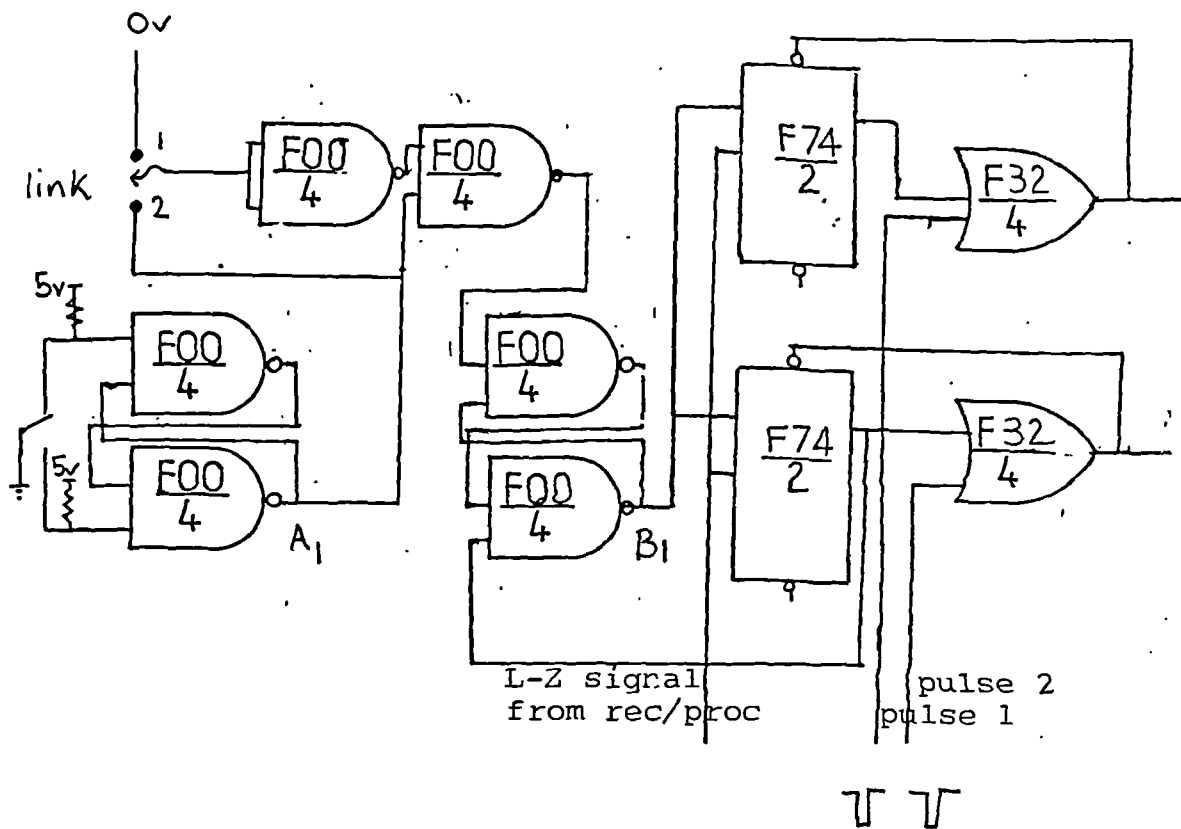 0v
1
link
2
F00
4
F00
4
F74
2
F32
4
5v
F00
4
F00
4
5v
F00
4
A1
F00
4
B1
F74
2
F32
4
L-Z signal
from rec/proc
pulse 2
pulse 1